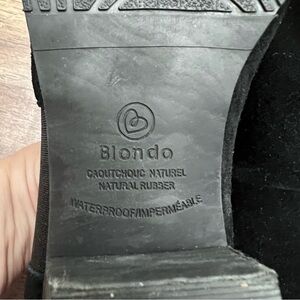 Blondo
CAOUTCHOUC NATUREL
NATURAL RUBBER
WATERPROOF/IMPERMÉABLE